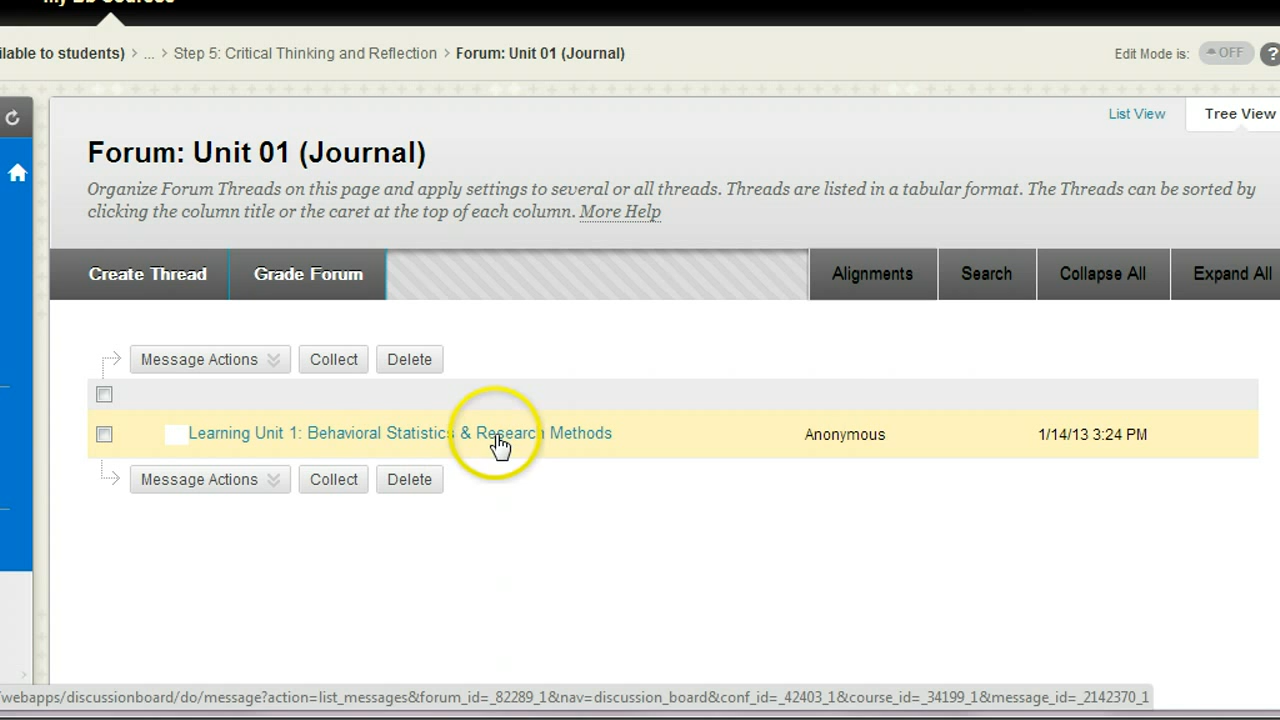 my Bb Courses
ilable to students) > ... > Step 5: Critical Thinking and Reflection > Forum: Unit 01 (Journal)
Edit Mode is: OFF ?
List View
Tree View
Forum: Unit 01 (Journal)
Organize Forum Threads on this page and apply settings to several or all threads. Threads are listed in a tabular format. The Threads can be sorted by
clicking the column title or the caret at the top of each column. More Help
Create Thread Grade Forum Alignments Search Collapse All Expand All
Message Actions Collect Delete
Learning Unit 1: Behavioral Statistics & Research Methods Anonymous 1/14/13 3:24 PM
Message Actions Collect Delete
/webapps/discussionboard/do/message?action=list_messages&forum_id=_82289_1&nav=discussion_board&conf_id=_42403_1&course_id=_34199_1&message_id=_2142370_1